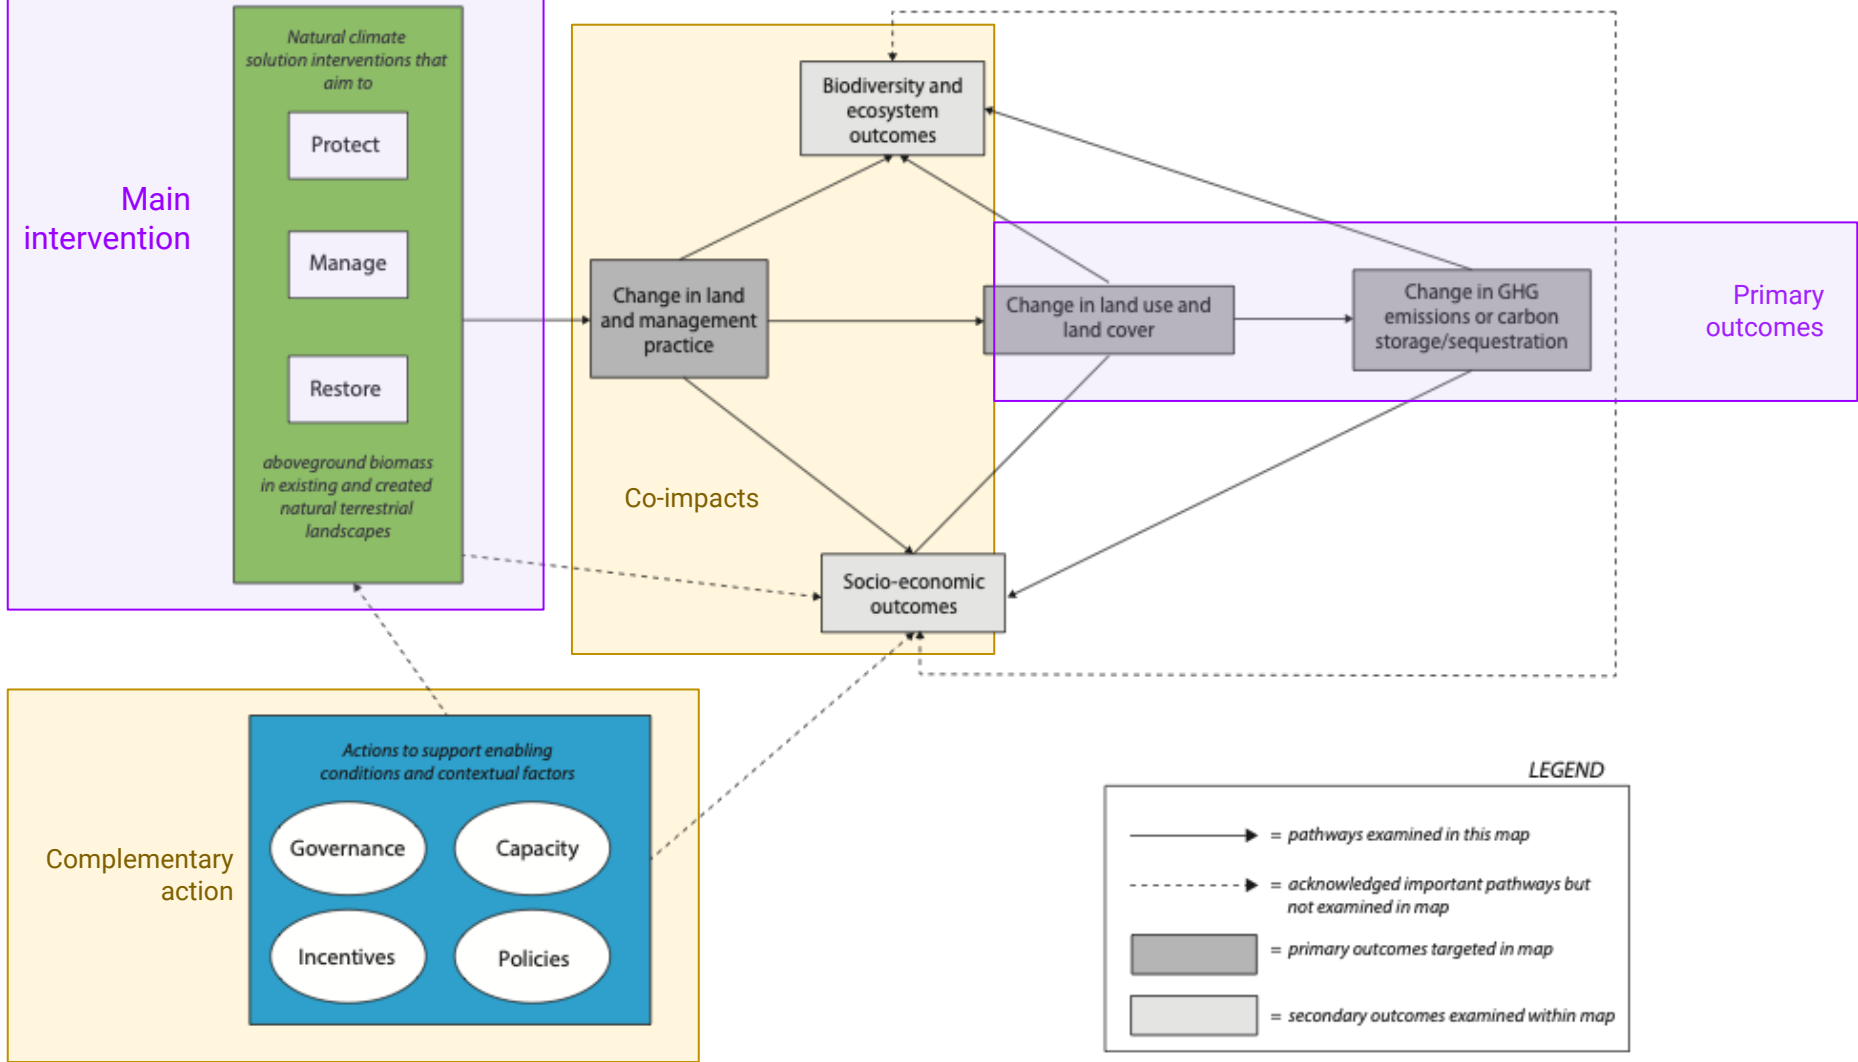 Natural climate
solution interventions that
aim to
Protect
Manage
Restore
aboveground biomass
in existing and created
natural terrestrial
landscapes
Main
intervention
Biodiversity and
ecosystem
outcomes
Change in land
and management
practice
Change in land use and
land cover
Change in GHG
emissions or carbon
storage/sequestration
Primary
outcomes
Co-impacts
Socio-economic
outcomes
Complementary
action
Actions to support enabling
conditions and contextual factors
Governance
Capacity
Incentives
Policies
LEGEND
= pathways examined in this map
= acknowledged important pathways but
not examined in map
= primary outcomes targeted in map
= secondary outcomes examined within map